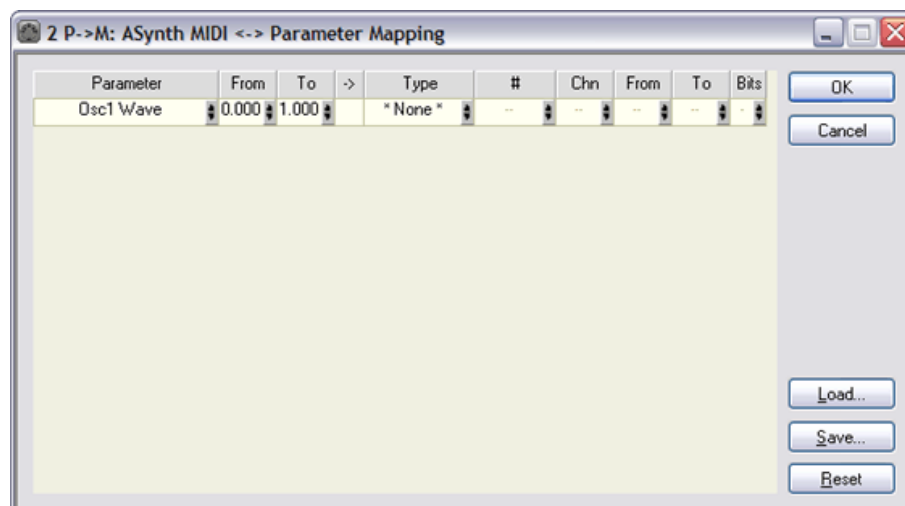 2 P->M: ASynth MIDI <-> Parameter Mapping
Parameter From To -> Type # Chn From To Bits
Osc1 Wave 0.000 1.000 * None * -- -- -- -- -
OK
Cancel
Load...
Save...
Reset